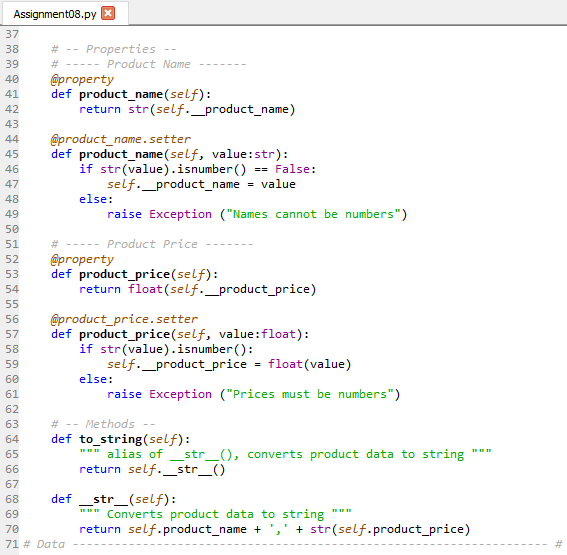 Assignment08.py
37
38 # -- Properties --
39 # ----- Product Name -------
40 @property
41 def product_name(self):
42 return str(self.__product_name)
43
44 @product_name.setter
45 def product_name(self, value:str):
46 if str(value).isnumber() == False:
47 self.__product_name = value
48 else:
49 raise Exception ("Names cannot be numbers")
50
51 # ----- Product Price -------
52 @property
53 def product_price(self):
54 return float(self.__product_price)
55
56 @product_price.setter
57 def product_price(self, value:float):
58 if str(value).isnumber():
59 self.__product_price = float(value)
60 else:
61 raise Exception ("Prices must be numbers")
62
63 # -- Methods --
64 def to_string(self):
65 """ alias of __str__(), converts product data to string """
66 return self.__str__()
67
68 def __str__(self):
69 """ Converts product data to string """
70 return self.product_name + ',' + str(self.product_price)
71 # Data -------------------------------------------------------------------- #